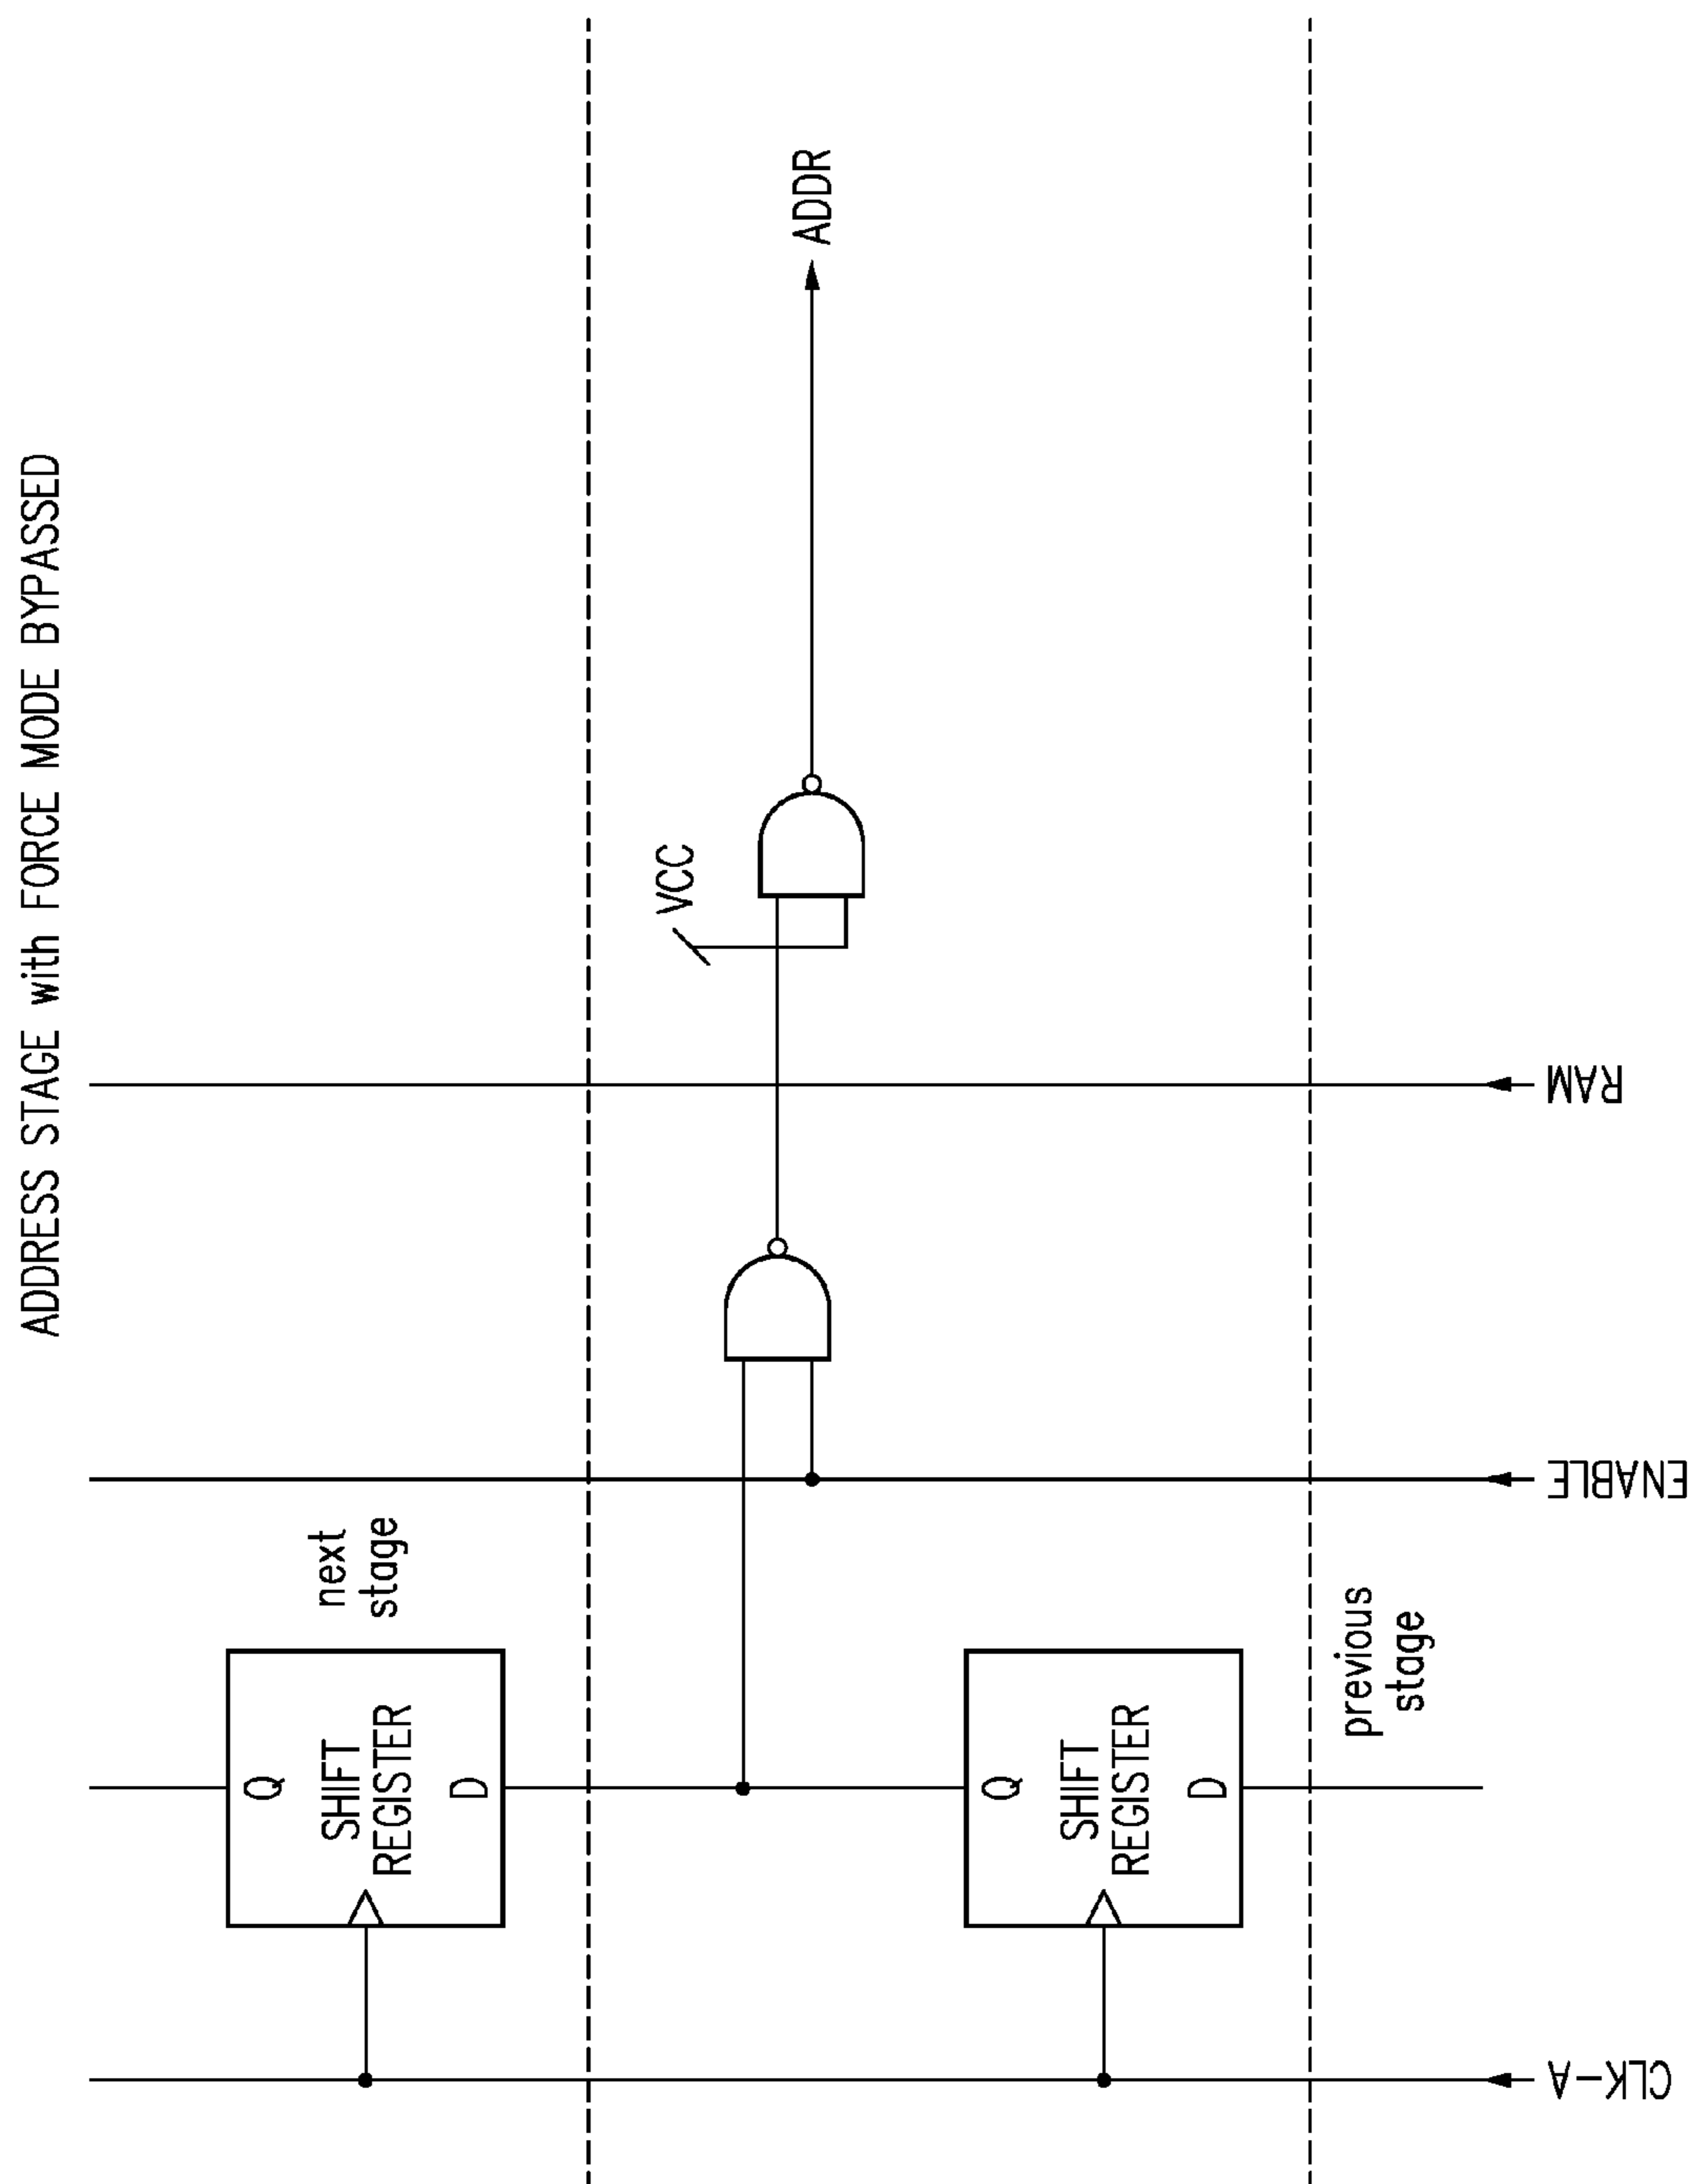 ADDRESS STAGE with FORCE MODE BYPASSED
Q
SHIFT
REGISTER
D
next
stage
VCC
ADDR
Q
SHIFT
REGISTER
D
previous
stage
CLK-A
ENABLE
RAM